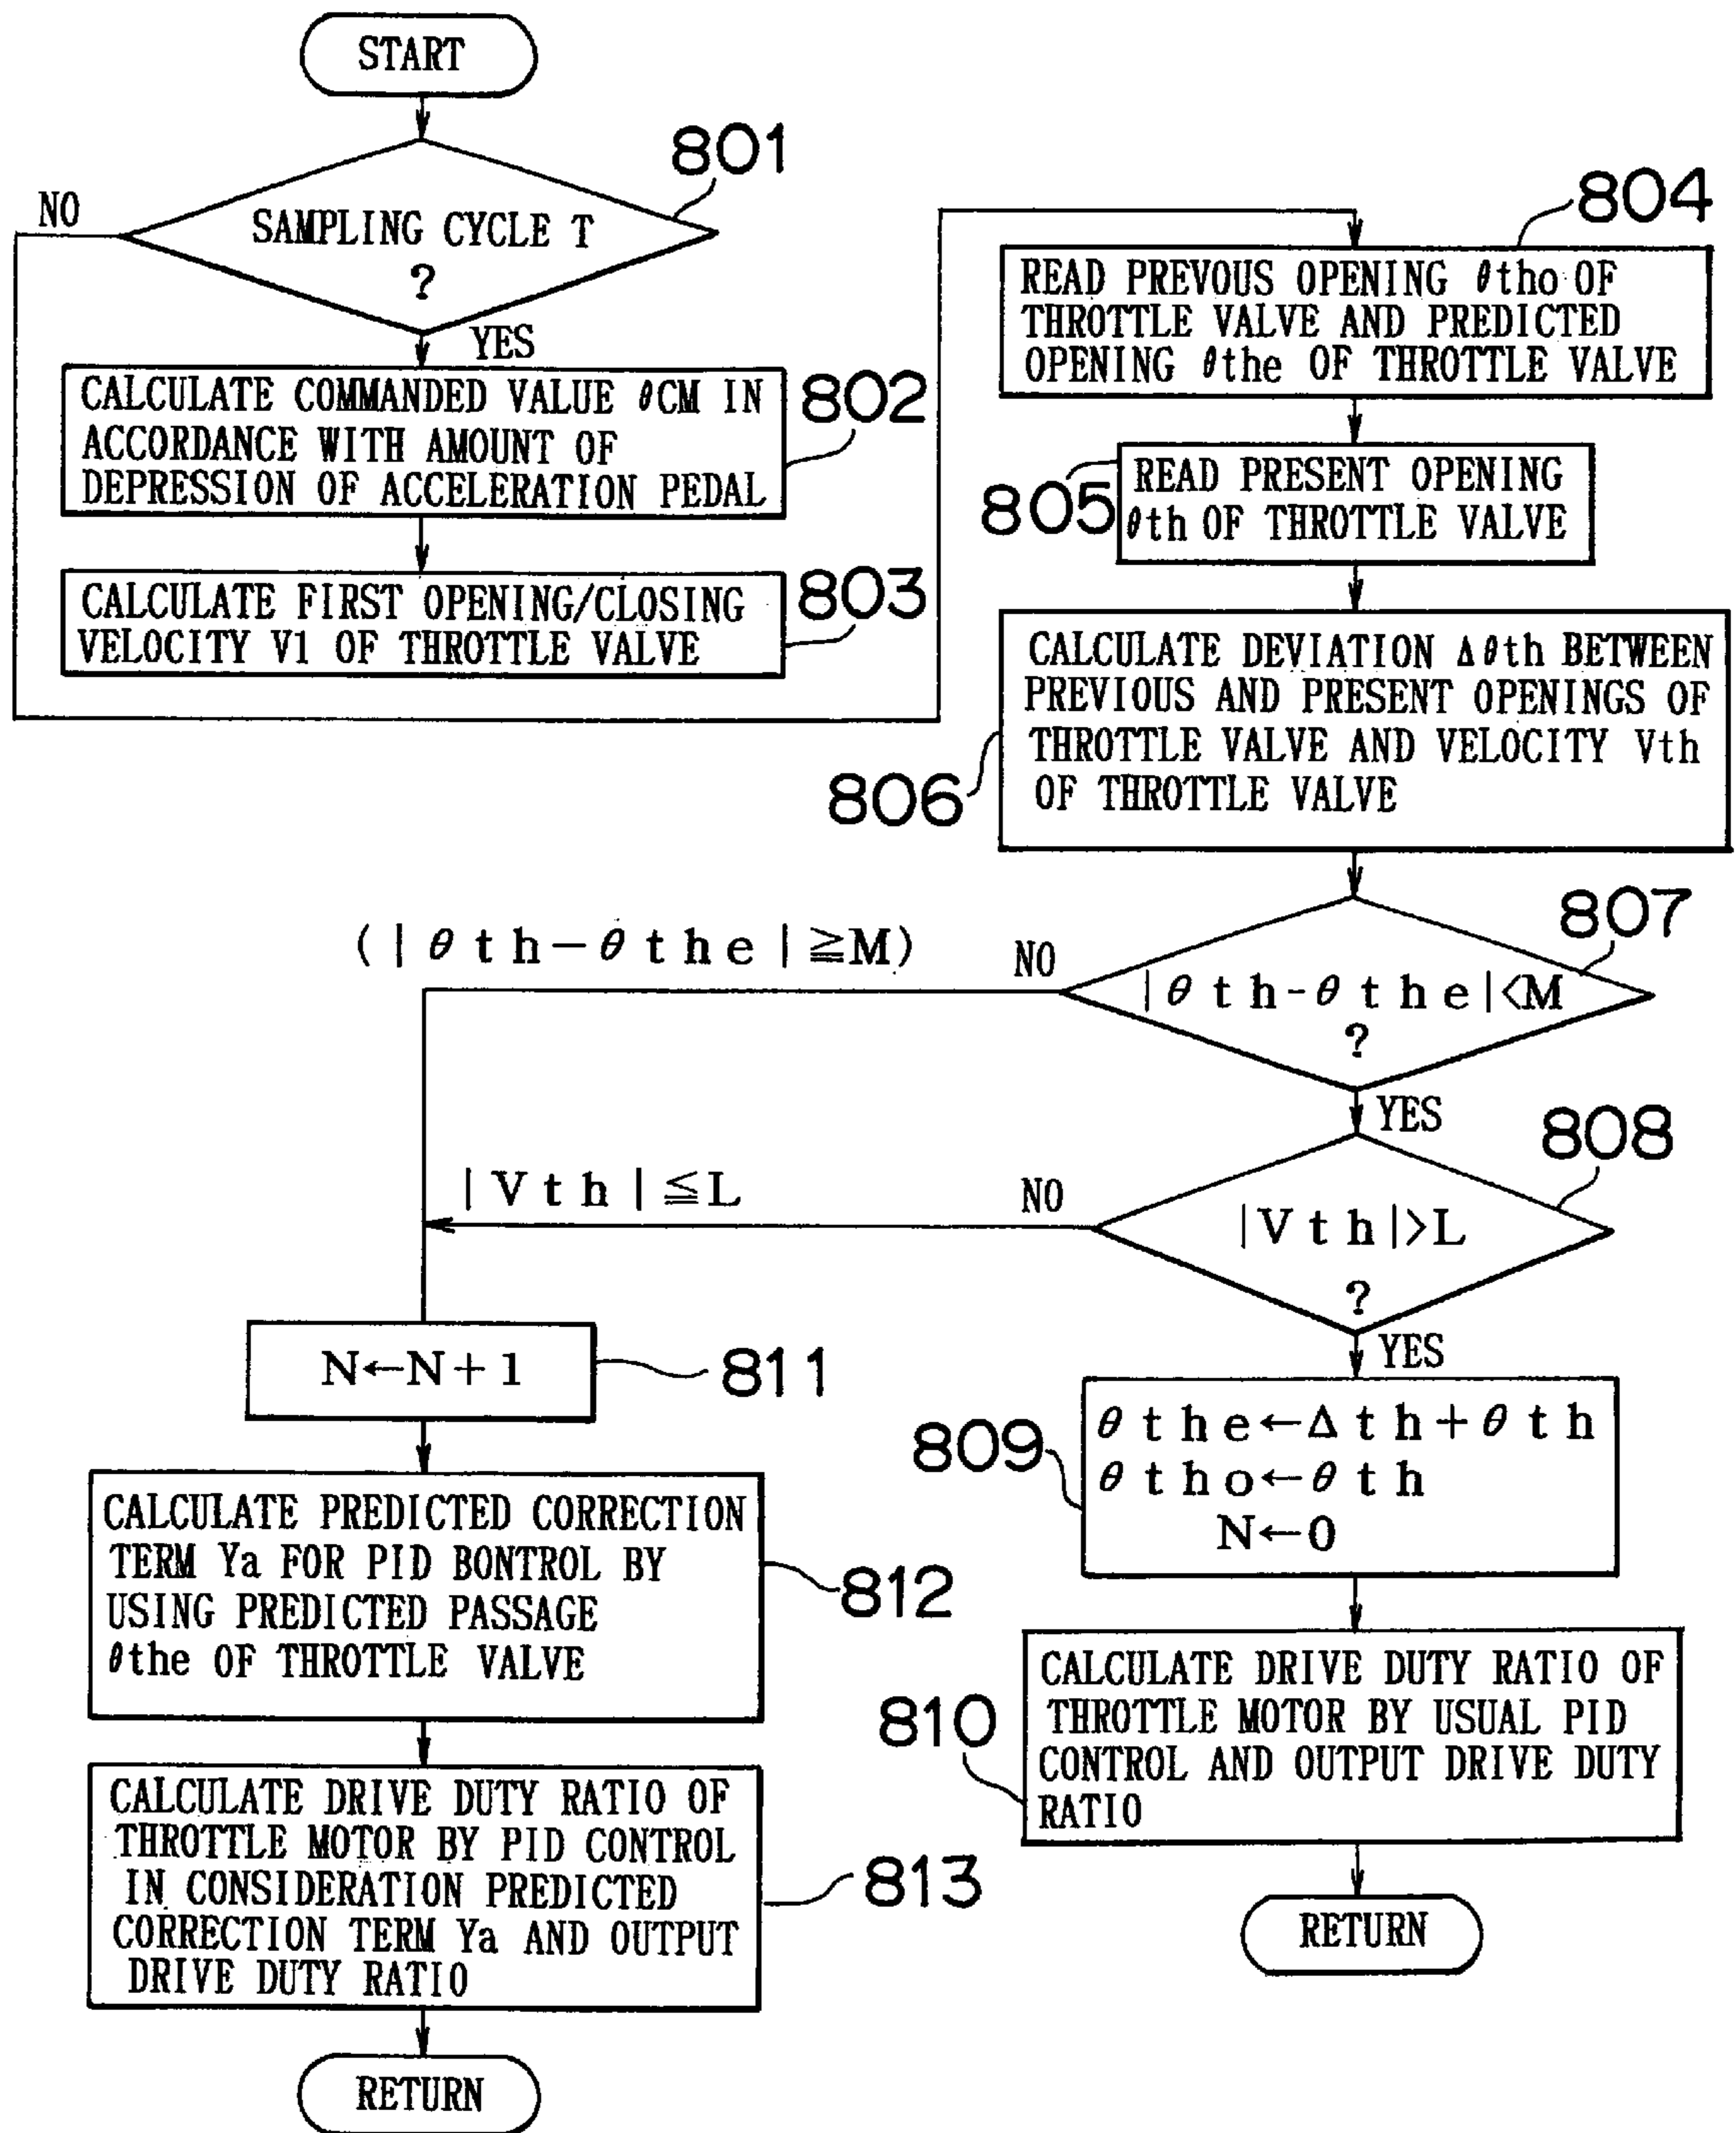 START
801
NO
SAMPLING CYCLE T
?
YES
CALCULATE COMMANDED VALUE θCM IN
ACCORDANCE WITH AMOUNT OF
DEPRESSION OF ACCELERATION PEDAL
802
CALCULATE FIRST OPENING/CLOSING
VELOCITY V1 OF THROTTLE VALVE
803
804
READ PREVOUS OPENING θtho OF
THROTTLE VALVE AND PREDICTED
OPENING θthe OF THROTTLE VALVE
805
READ PRESENT OPENING
θth OF THROTTLE VALVE
CALCULATE DEVIATION Δθth BETWEEN
PREVIOUS AND PRESENT OPENINGS OF
THROTTLE VALVE AND VELOCITY Vth
OF THROTTLE VALVE
806
807
(|θth-θthe|≧M)
NO
|θth-θthe|<M
?
YES
808
|Vth|≦L
NO
|Vth|>L
?
YES
N←N+1
811
809
θthe←Δth+θth
θtho←θth
N←0
CALCULATE PREDICTED CORRECTION
TERM Ya FOR PID BONTROL BY
USING PREDICTED PASSAGE
θthe OF THROTTLE VALVE
812
810
CALCULATE DRIVE DUTY RATIO OF
THROTTLE MOTOR BY USUAL PID
CONTROL AND OUTPUT DRIVE DUTY
RATIO
CALCULATE DRIVE DUTY RATIO OF
THROTTLE MOTOR BY PID CONTROL
IN CONSIDERATION PREDICTED
CORRECTION TERM Ya AND OUTPUT
DRIVE DUTY RATIO
813
RETURN
RETURN